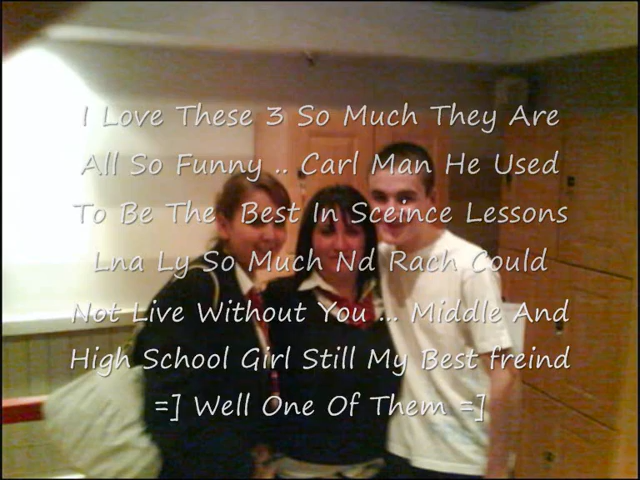 I Love These 3 So Much They Are
All So Funny .. Carl Man He Used
To Be The Best In Sceince Lessons
Lna Ly So Much Nd Rach Could
Not Live Without You ... Middle And
High School Girl Still My Best freind
=] Well One Of Them =]